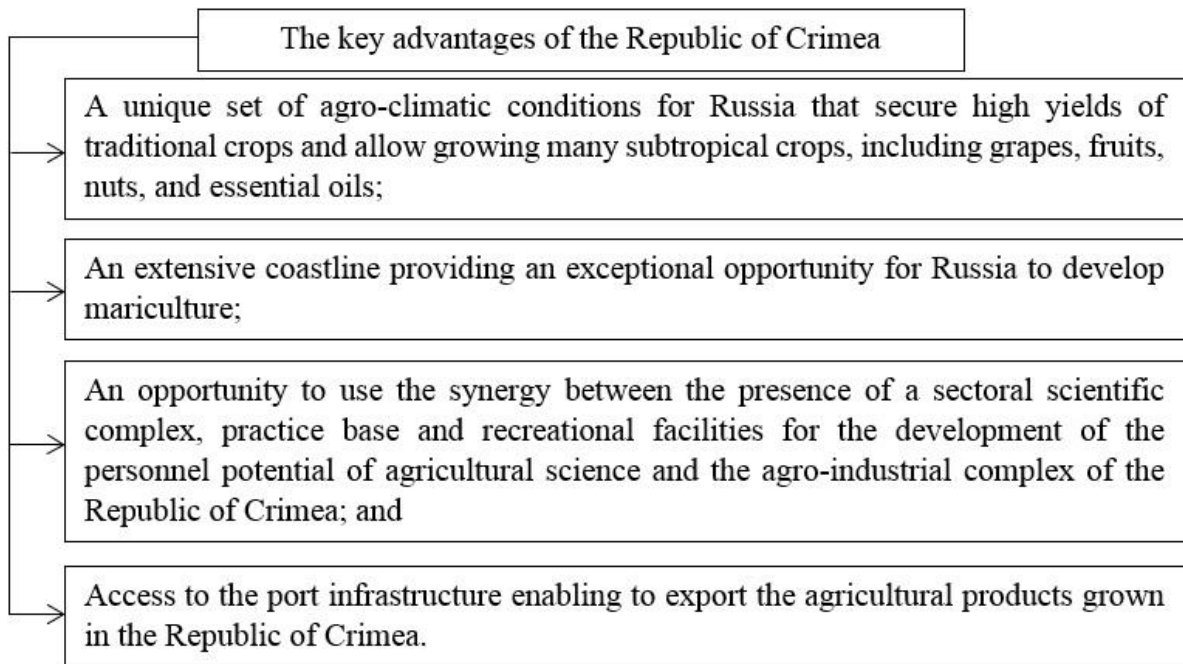 The key advantages of the Republic of Crimea
A unique set of agro-climatic conditions for Russia that secure high yields of
traditional crops and allow growing many subtropical crops, including grapes, fruits,
nuts, and essential oils;
An extensive coastline providing an exceptional opportunity for Russia to develop
mariculture;
An opportunity to use the synergy between the presence of a sectoral scientific
complex, practice base and recreational facilities for the development of the
personnel potential of agricultural science and the agro-industrial complex of the
Republic of Crimea; and
Access to the port infrastructure enabling to export the agricultural products grown
in the Republic of Crimea.